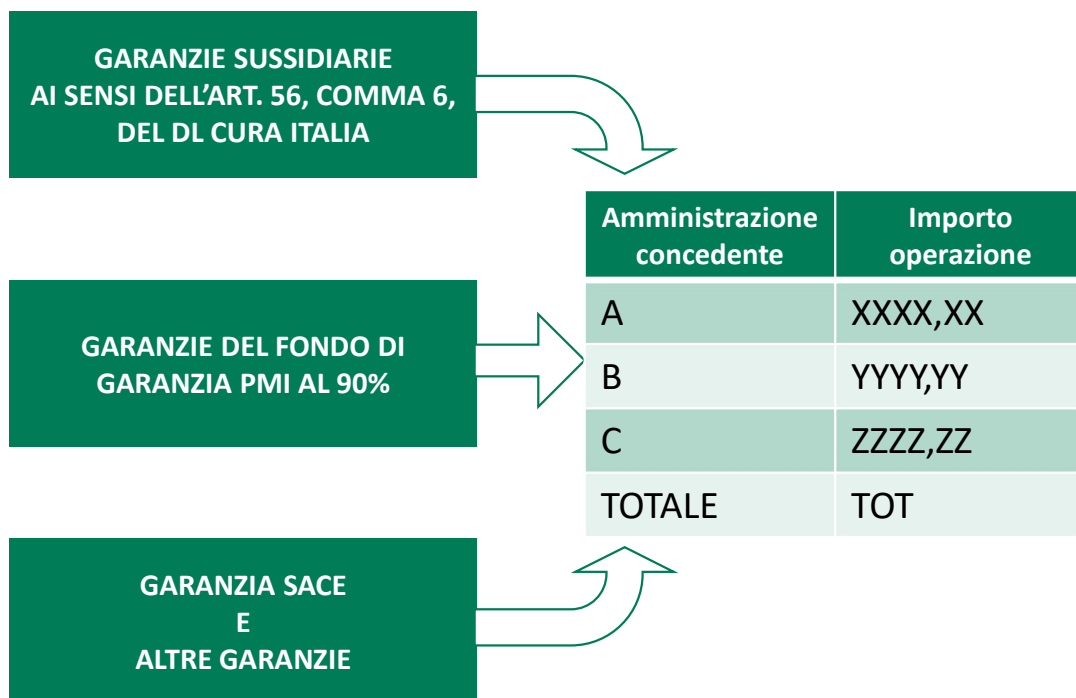 GARANZIE SUSSIDIARIE
AI SENSI DELL'ART. 56, COMMA 6,
DEL DL CURA ITALIA
GARANZIE DEL FONDO DI
GARANZIA PMI AL 90%
GARANZIA SACE
E
ALTRE GARANZIE
Amministrazione concedente Importo operazione
A XXXX,XX
B YYYY,YY
C ZZZZ,ZZ
TOTALE TOT